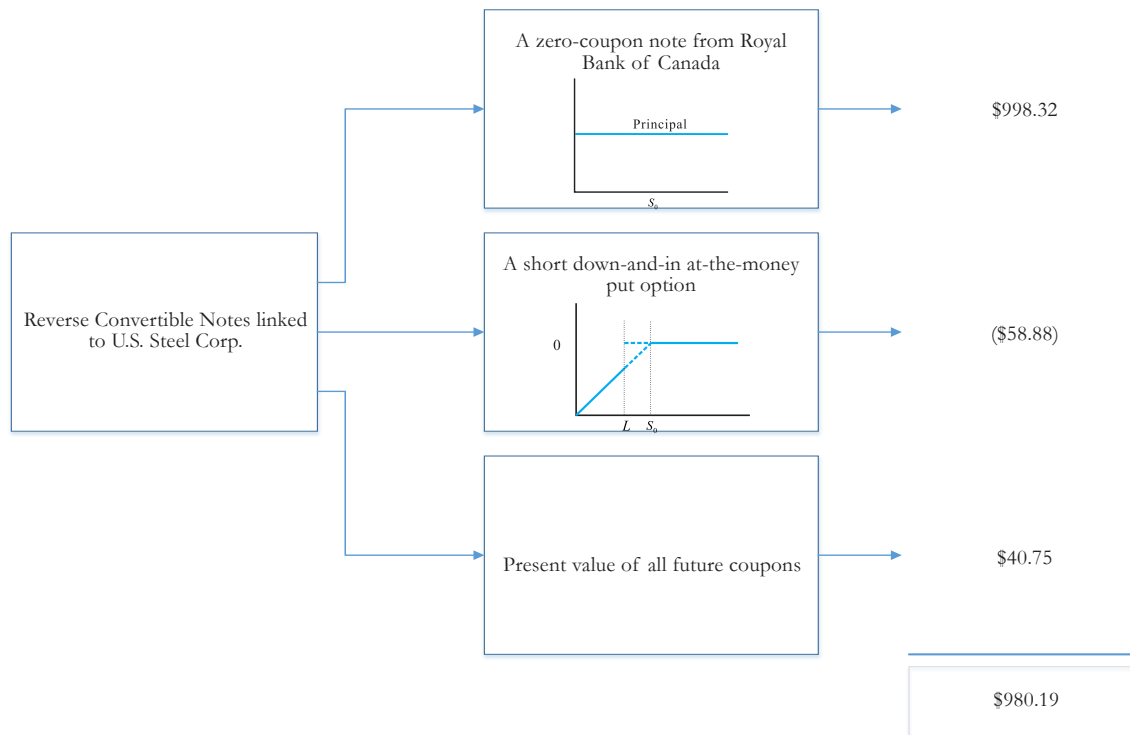 A zero-coupon note from Royal
Bank of Canada
Principal
S₀
$998.32
Reverse Convertible Notes linked
to U.S. Steel Corp.
A short down-and-in at-the-money
put option
0
L S₀
($58.88)
Present value of all future coupons
$40.75
$980.19